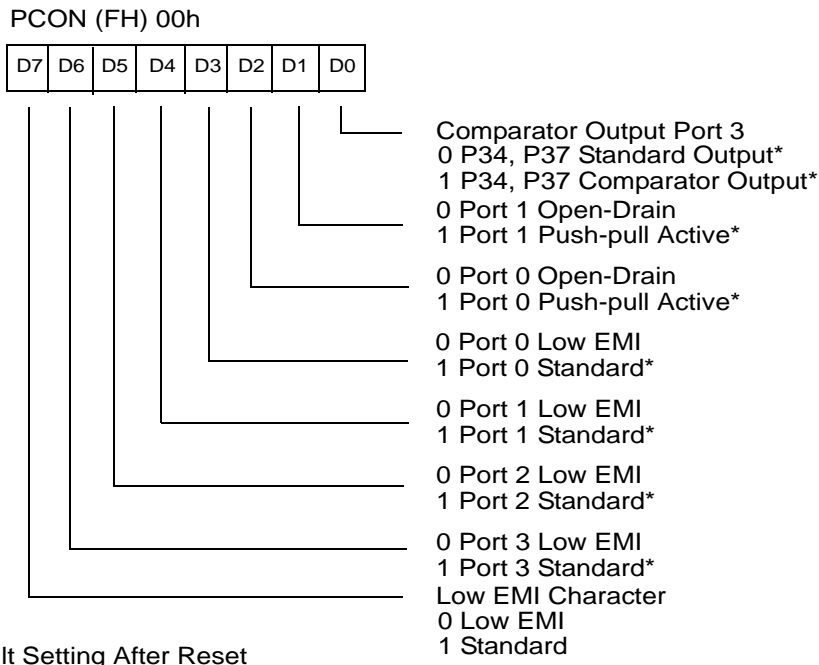 PCON (FH) 00h
D7 D6 D5 D4 D3 D2 D1 D0
Comparator Output Port 3
0 P34, P37 Standard Output*
1 P34, P37 Comparator Output*
0 Port 1 Open-Drain
1 Port 1 Push-pull Active*
0 Port 0 Open-Drain
1 Port 0 Push-pull Active*
0 Port 0 Low EMI
1 Port 0 Standard*
0 Port 1 Low EMI
1 Port 1 Standard*
0 Port 2 Low EMI
1 Port 2 Standard*
0 Port 3 Low EMI
1 Port 3 Standard*
Low EMI Character
0 Low EMI
1 Standard
lt Setting After Reset